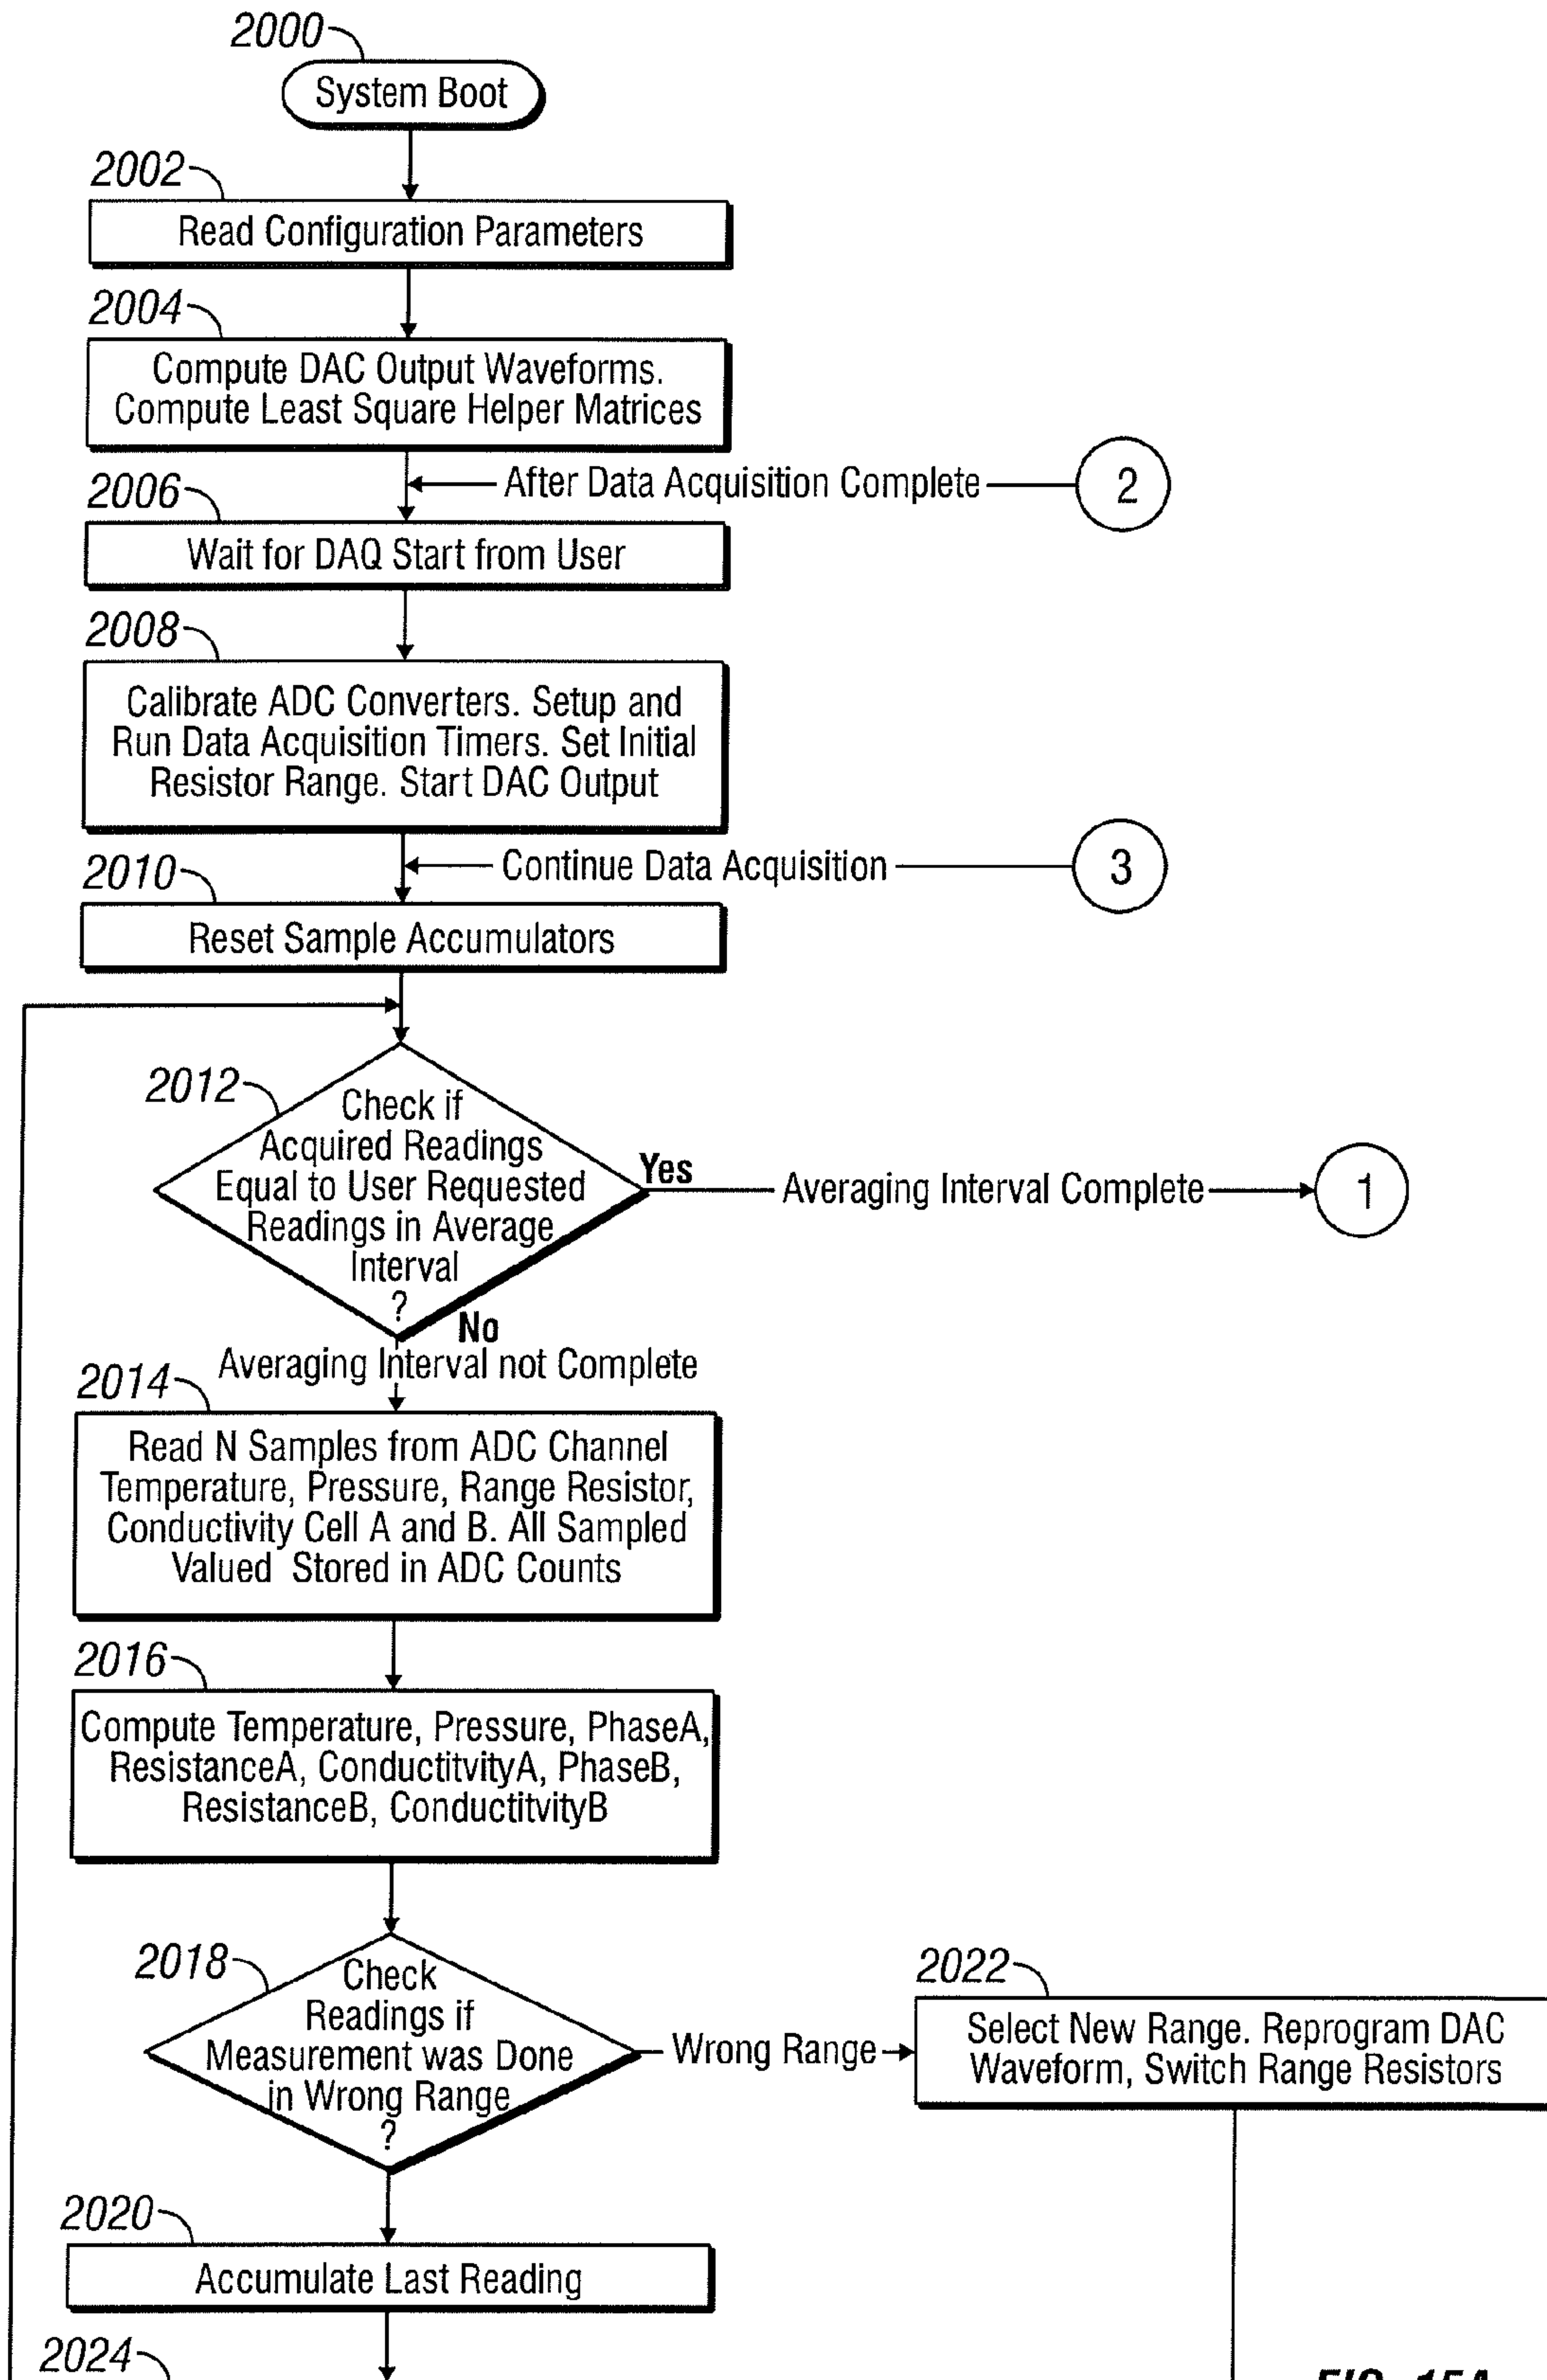 2000
System Boot
2002
Read Configuration Parameters
2004
Compute DAC Output Waveforms.
Compute Least Square Helper Matrices
After Data Acquisition Complete
2
2006
Wait for DAQ Start from User
2008
Calibrate ADC Converters. Setup and
Run Data Acquisition Timers. Set Initial
Resistor Range. Start DAC Output
Continue Data Acquisition
3
2010
Reset Sample Accumulators
2012
Check if
Acquired Readings
Equal to User Requested
Readings in Average
Interval
?
Yes
Averaging Interval Complete
1
No
Averaging Interval not Complete
2014
Read N Samples from ADC Channel
Temperature, Pressure, Range Resistor,
Conductivity Cell A and B. All Sampled
Valued Stored in ADC Counts
2016
Compute Temperature, Pressure, PhaseA,
ResistanceA, ConductitvityA, PhaseB,
ResistanceB, ConductitvityB
2018
Check
Readings if
Measurement was Done
in Wrong Range
?
Wrong Range
2022
Select New Range. Reprogram DAC
Waveform, Switch Range Resistors
2020
Accumulate Last Reading
2024